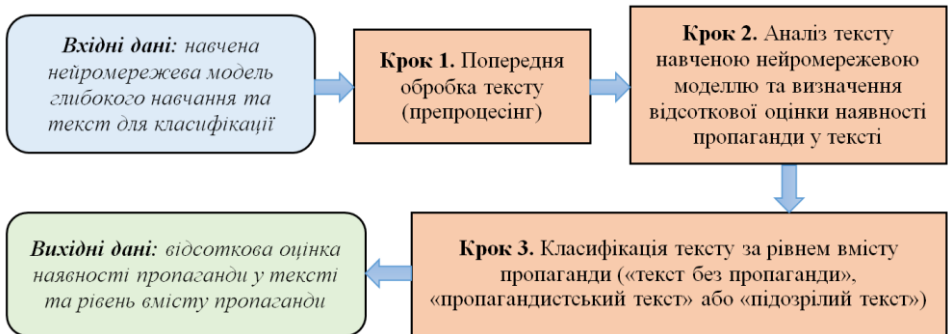 Вхідні дані: навчена
нейромережева модель
глибокого навчання та
текст для класифікації
Крок 1. Попередня
обробка тексту
(препроцесінг)
Крок 2. Аналіз тексту
навченою нейромережевою
моделлю та визначення
відсоткової оцінки наявності
пропаганди у тексті
Крок 3. Класифікація тексту за рівнем вмісту
пропаганди («текст без пропаганди»,
«пропагандистський текст» або «підозрілий текст»)
Вихідні дані: відсоткова оцінка
наявності пропаганди у тексті
та рівень вмісту пропаганди